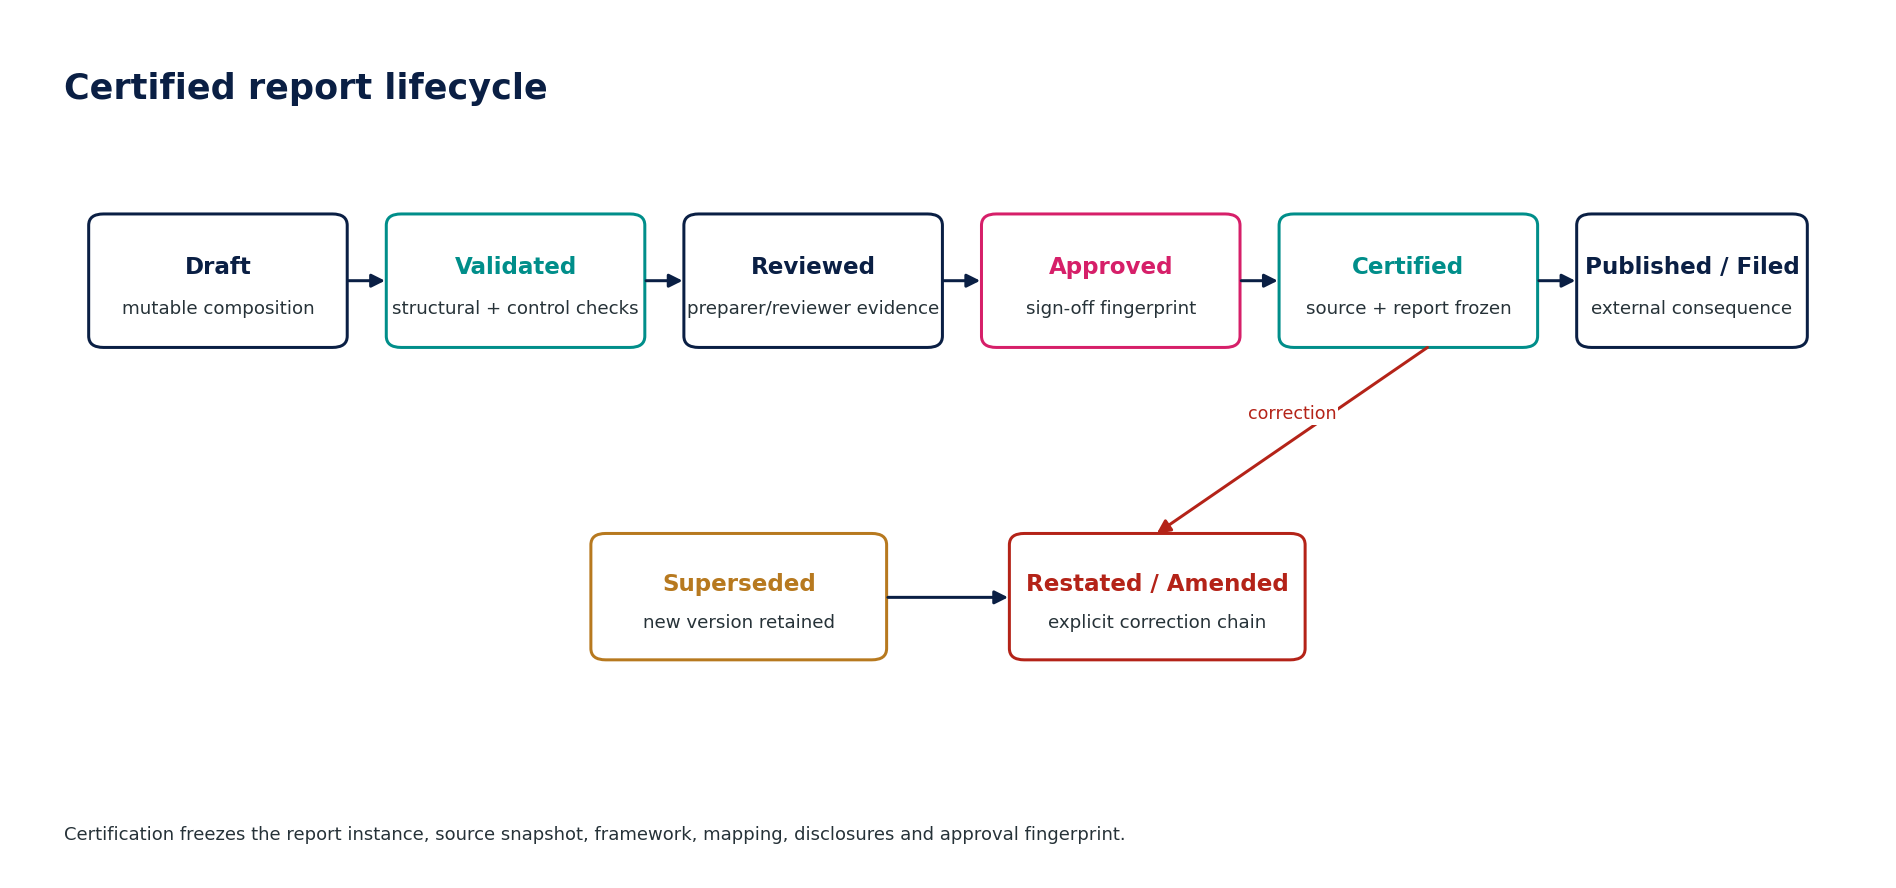 Certified report lifecycle
Draft
mutable composition
Validated
structural + control checks
Reviewed
preparer/reviewer evidence
Approved
sign-off fingerprint
Certified
source + report frozen
Published / Filed
external consequence
correction
Superseded
new version retained
Restated / Amended
explicit correction chain
Certification freezes the report instance, source snapshot, framework, mapping, disclosures and approval fingerprint.